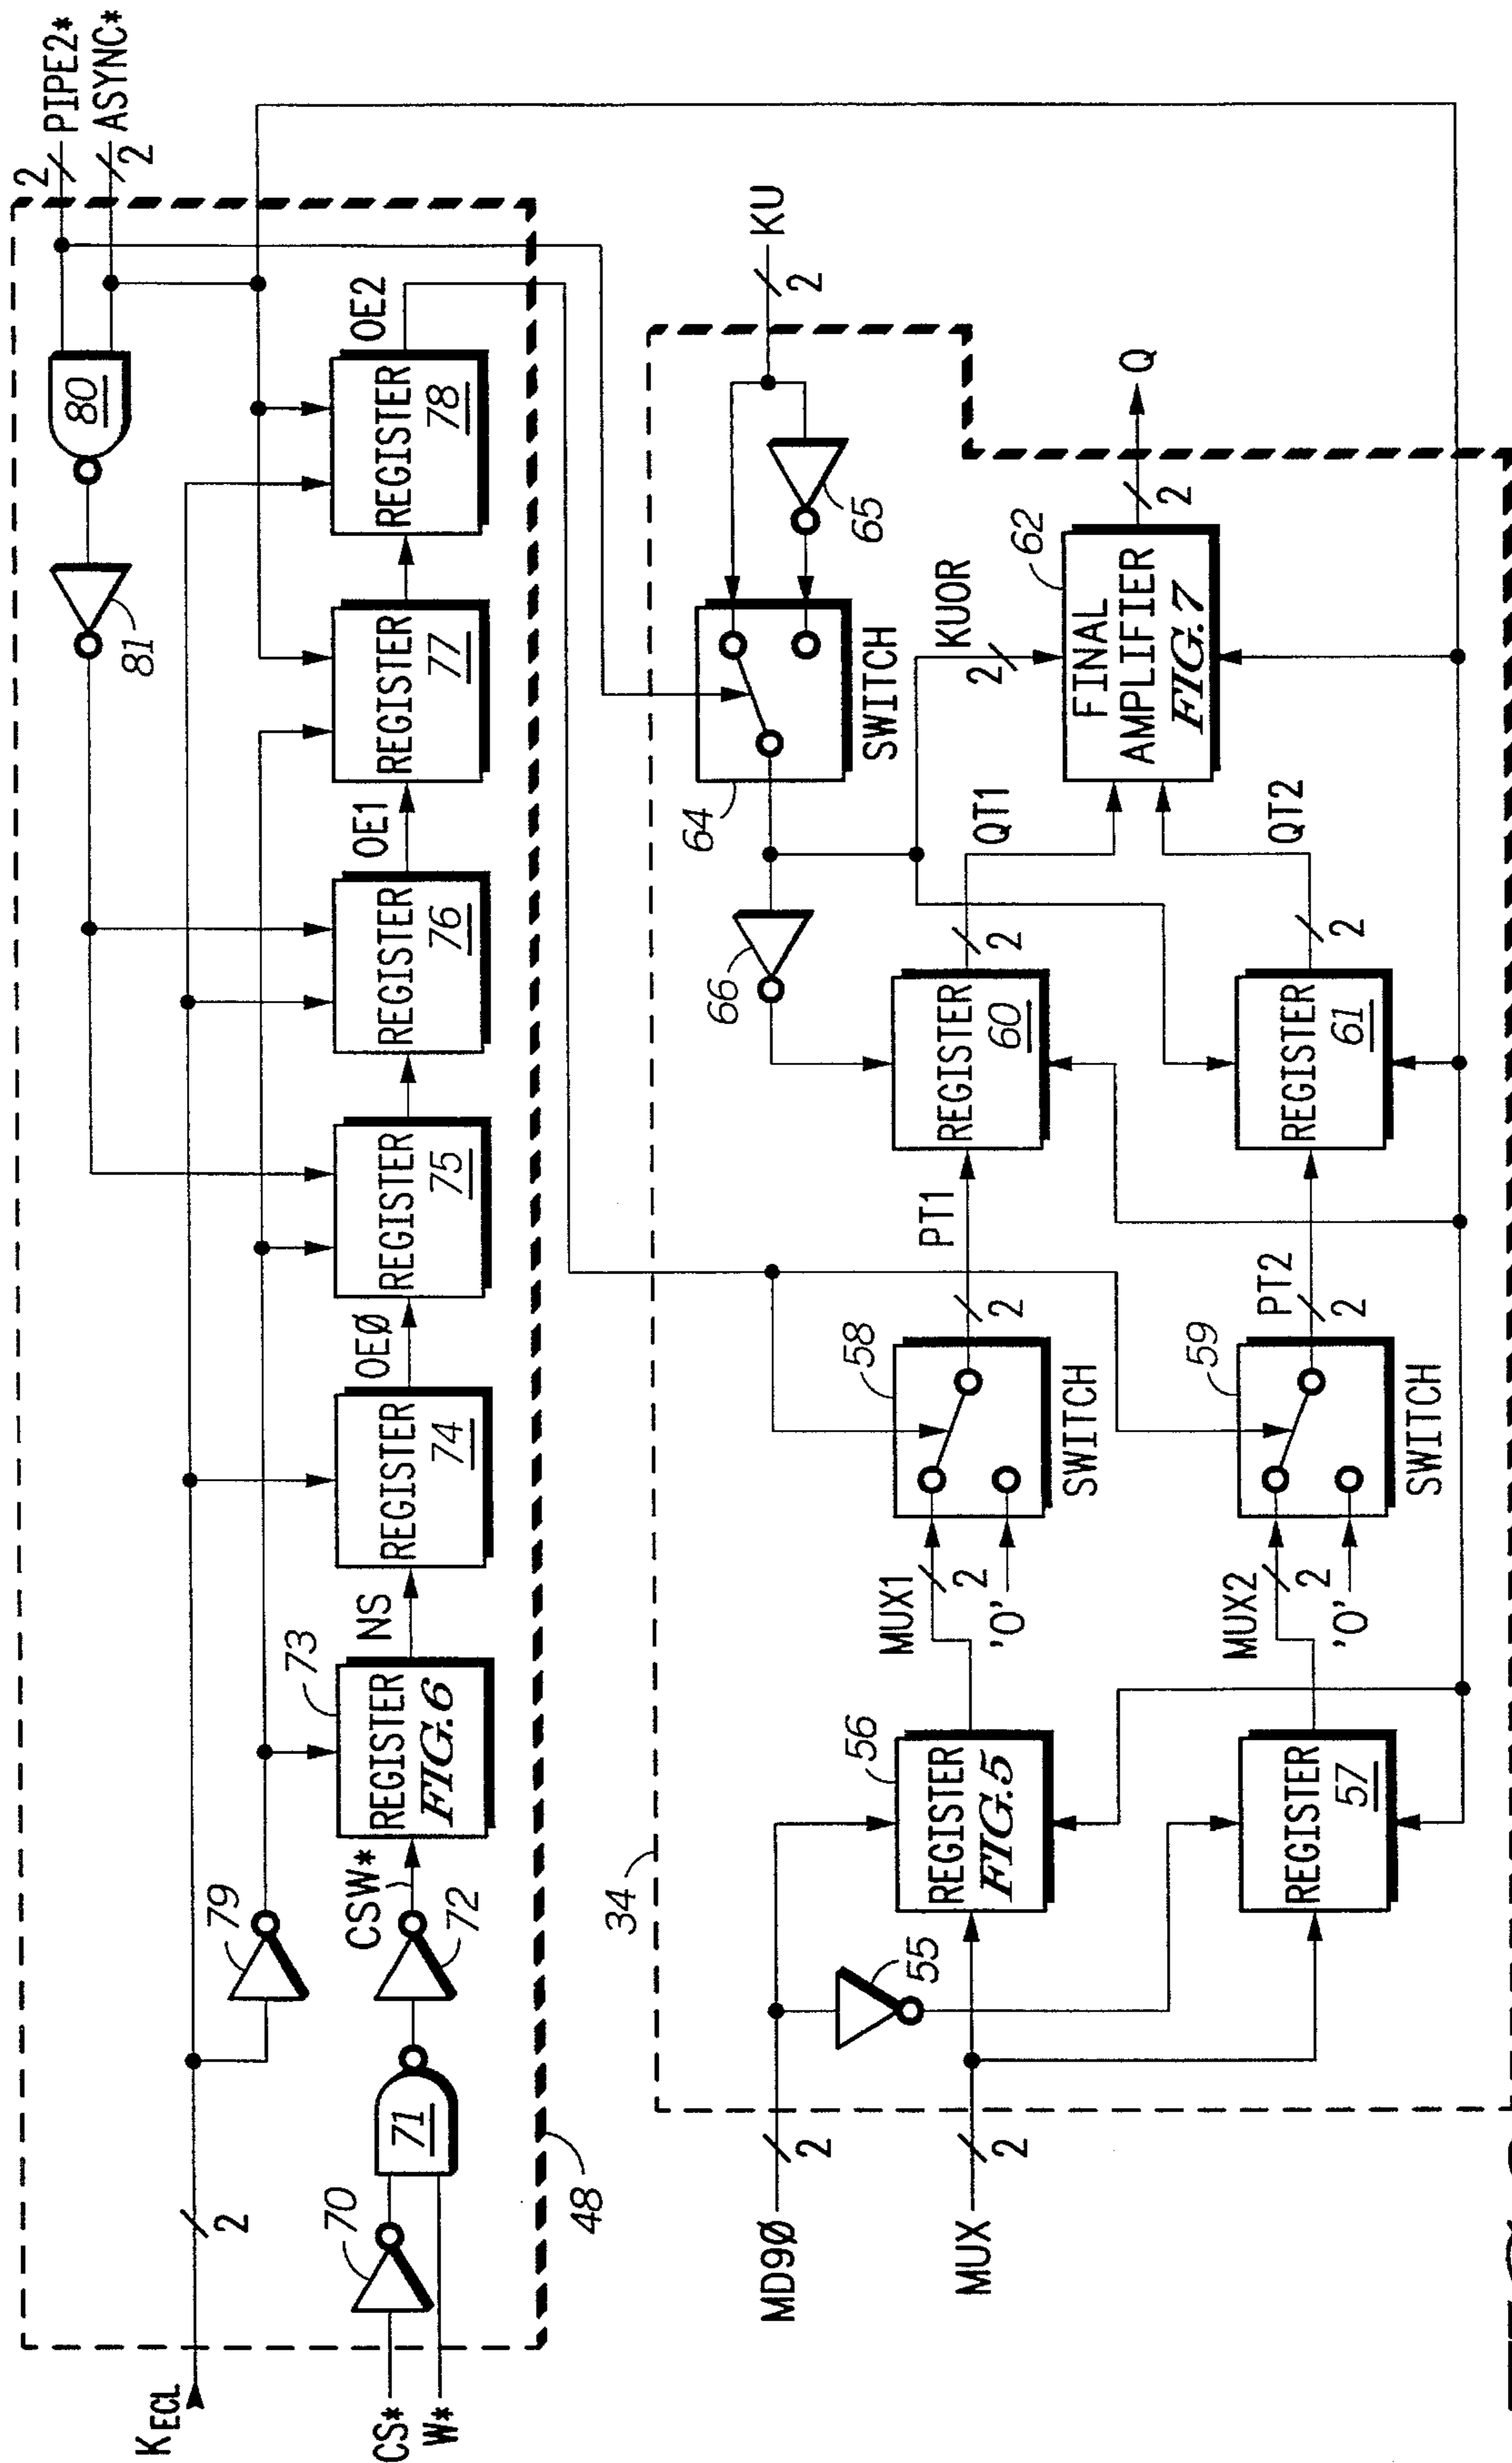 PIPE2*
2
ASYNC*
2
80
81
KECL
2
79
CS*
W*
70
71
72
CSW*
73
REGISTER
FIG.6
NS
REGISTER
74
OEØ
REGISTER
75
REGISTER
76
OE1
REGISTER
77
REGISTER
78
OE2
48
34
KU
2
65
64
SWITCH
66
KUOR
2
MD9Ø
2
MUX
2
55
56
REGISTER
FIG.5
MUX1
2
'0'
58
SWITCH
PT1
2
REGISTER
60
QT1
2
62
FINAL
AMPLIFIER
FIG.7
Q
2
REGISTER
57
MUX2
2
'0'
59
SWITCH
PT2
2
REGISTER
61
QT2
2